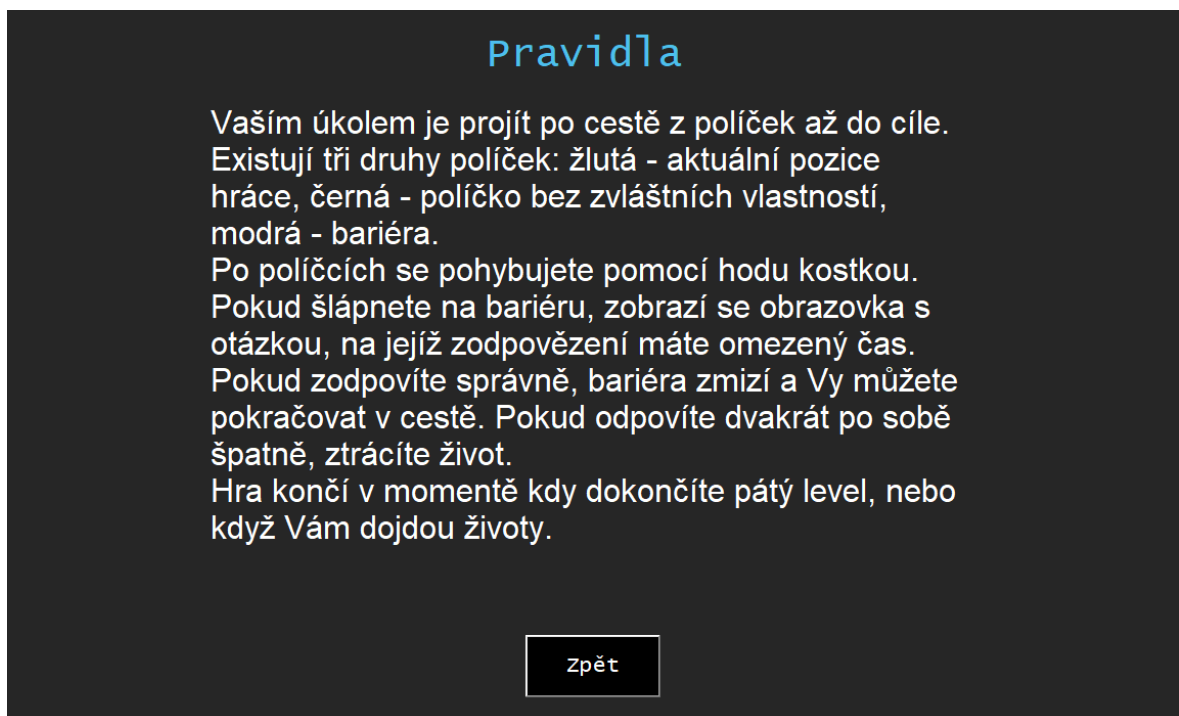 Pravidla
Vaším úkolem je projít po cestě z políček až do cíle.
Existují tři druhy políček: žlutá - aktuální pozice
hráce, černá - políčko bez zvláštních vlastností,
modrá - bariéra.
Po políčcích se pohybujete pomocí hodu kostkou.
Pokud šlápnete na bariéru, zobrazí se obrazovka s
otázkou, na jejíž zodpovězení máte omezený čas.
Pokud zodpovíte správně, bariéra zmizí a Vy můžete
pokračovat v cestě. Pokud odpovíte dvakrát po sobě
špatně, ztrácíte život.
Hra končí v momentě kdy dokončíte pátý level, nebo
když Vám dojdou životy.
Zpět